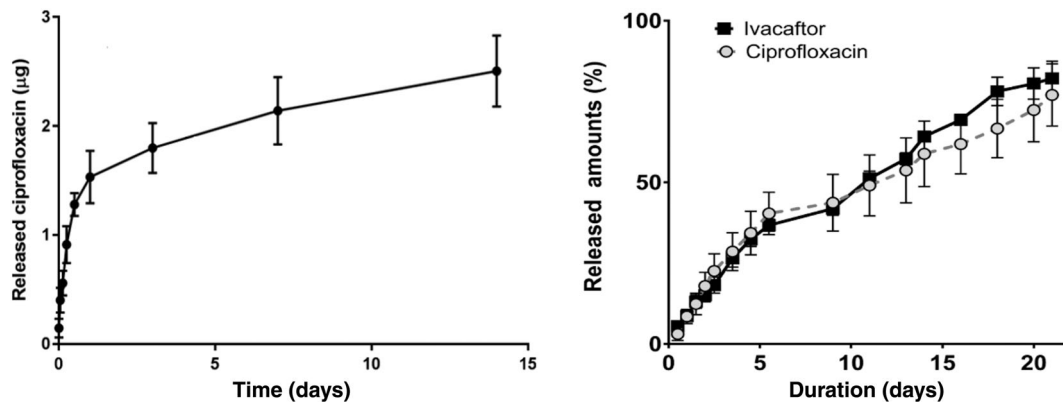 3
2
1
0
0
5
10
15
Released ciprofloxacin (μg)
Time (days)
100
50
0
0
5
10
15
20
Released amounts (%)
Duration (days)
Ivacaftor
Ciprofloxacin